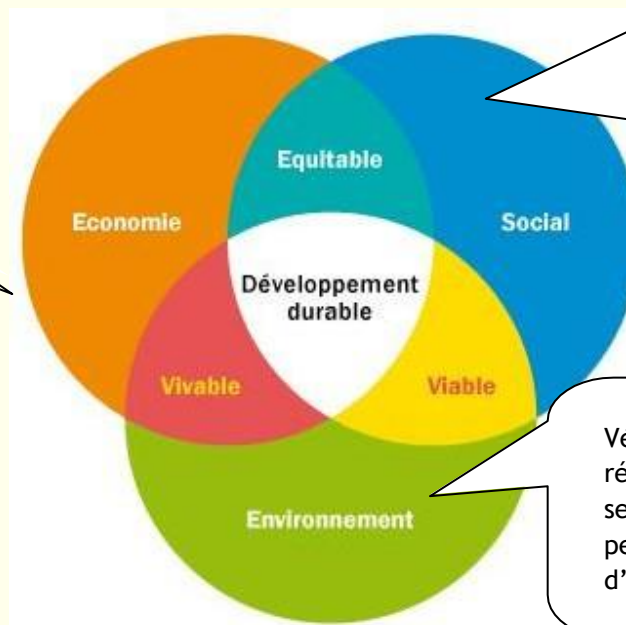 Equitable
Economie
Social
Développement
durable
Vivable
Viable
Environnement